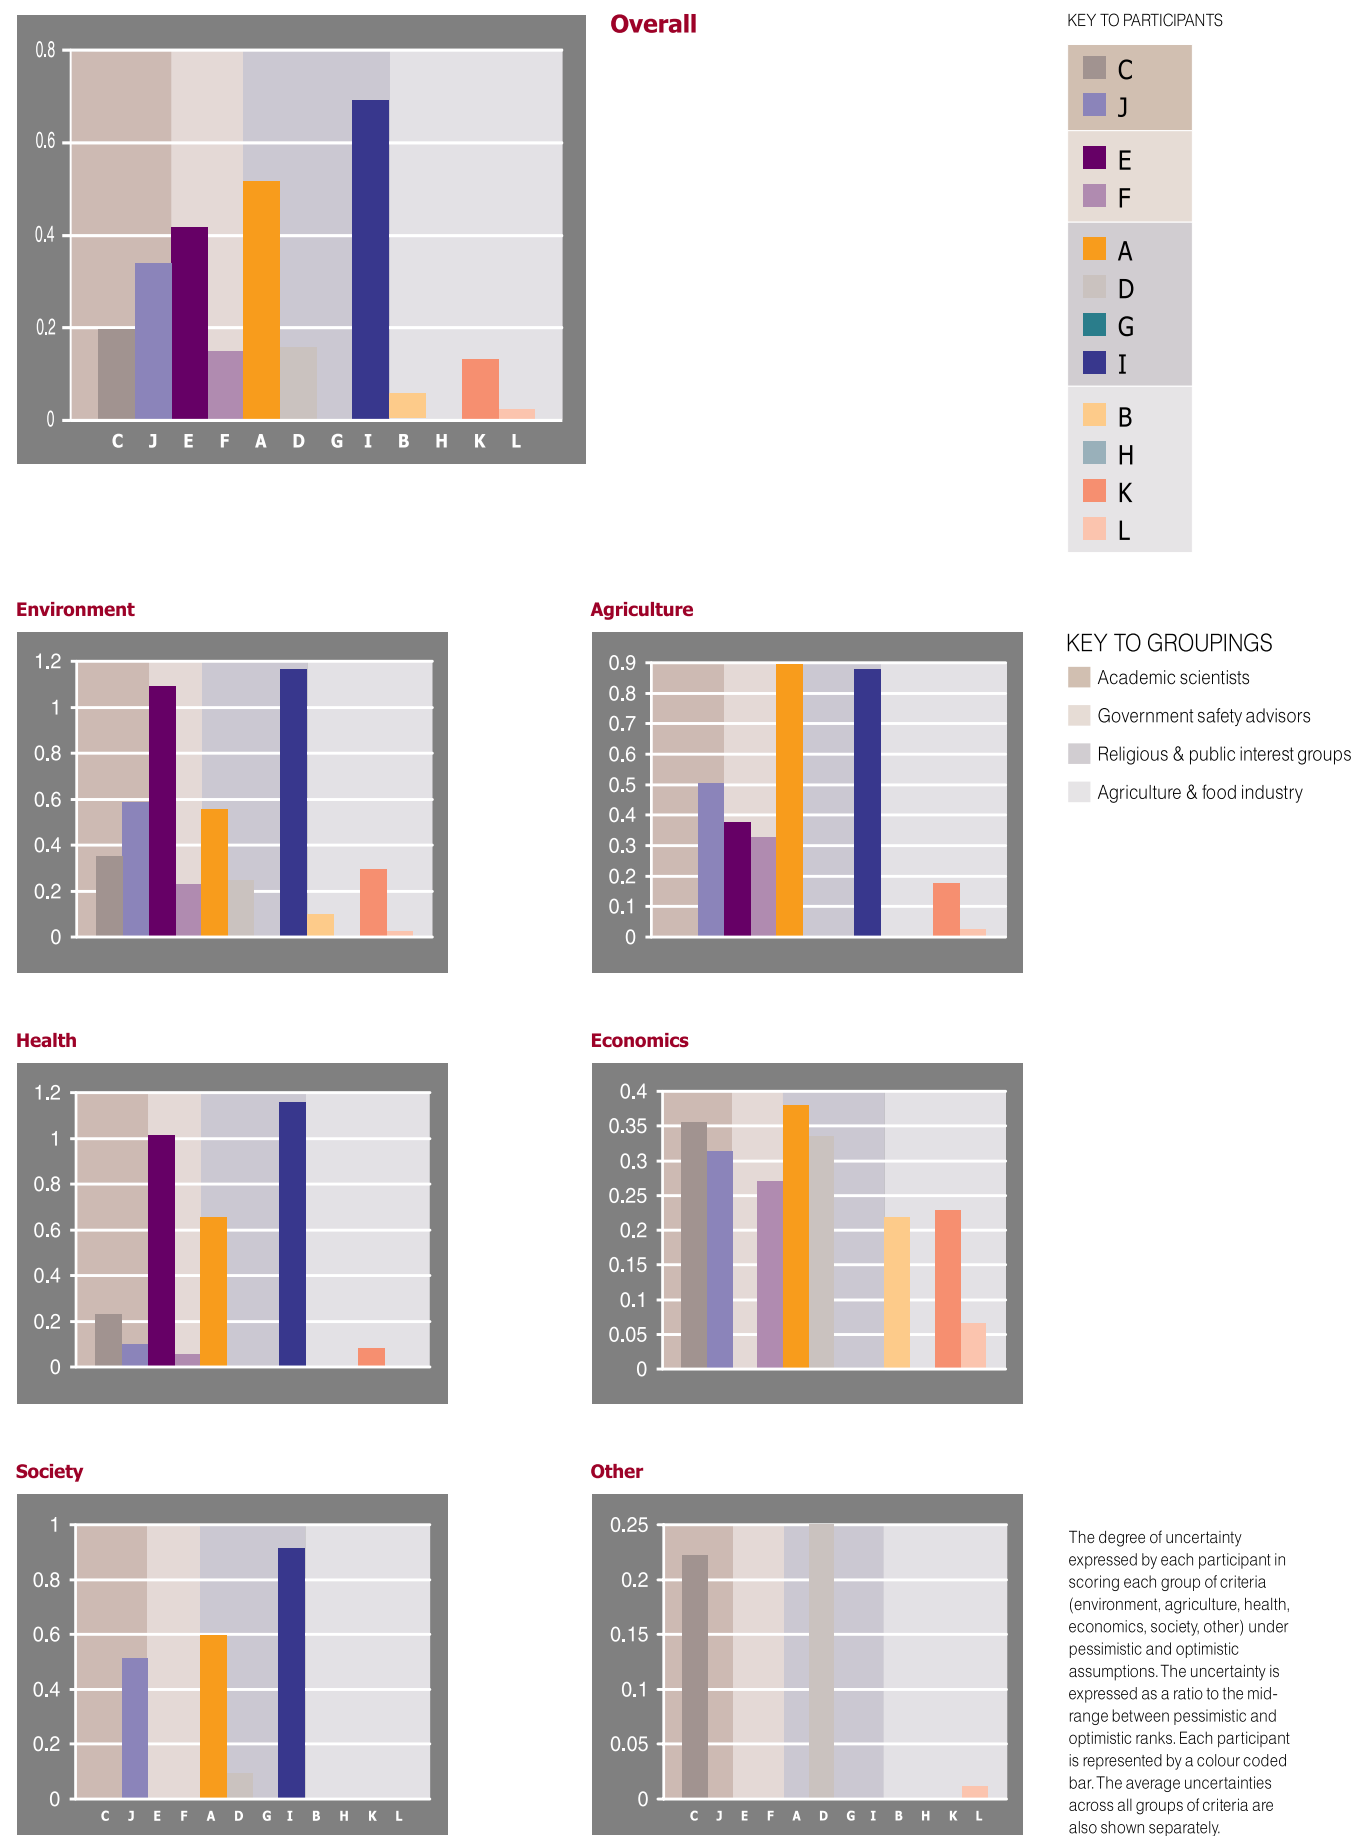 Overall
0.8
0.6
0.4
0.2
0
C J E F A D G I B H K L
KEY TO PARTICIPANTS
C
J
E
F
A
D
G
I
B
H
K
L
Environment
1.2
1
0.8
0.6
0.4
0.2
0
Agriculture
0.9
0.8
0.7
0.6
0.5
0.4
0.3
0.2
0.1
0
KEY TO GROUPINGS
Academic scientists
Government safety advisors
Religious & public interest groups
Agriculture & food industry
Health
1.2
1
0.8
0.6
0.4
0.2
0
Economics
0.4
0.35
0.3
0.25
0.2
0.15
0.1
0.05
0
Society
1
0.8
0.6
0.4
0.2
0
C J E F A D G I B H K L
Other
0.25
0.2
0.15
0.1
0.05
0
C J E F A D G I B H K L
The degree of uncertainty
expressed by each participant in
scoring each group of criteria
(environment, agriculture, health,
economics, society, other) under
pessimistic and optimistic
assumptions. The uncertainty is
expressed as a ratio to the mid-
range between pessimistic and
optimistic ranks. Each participant
is represented by a colour coded
bar. The average uncertainties
across all groups of criteria are
also shown separately.